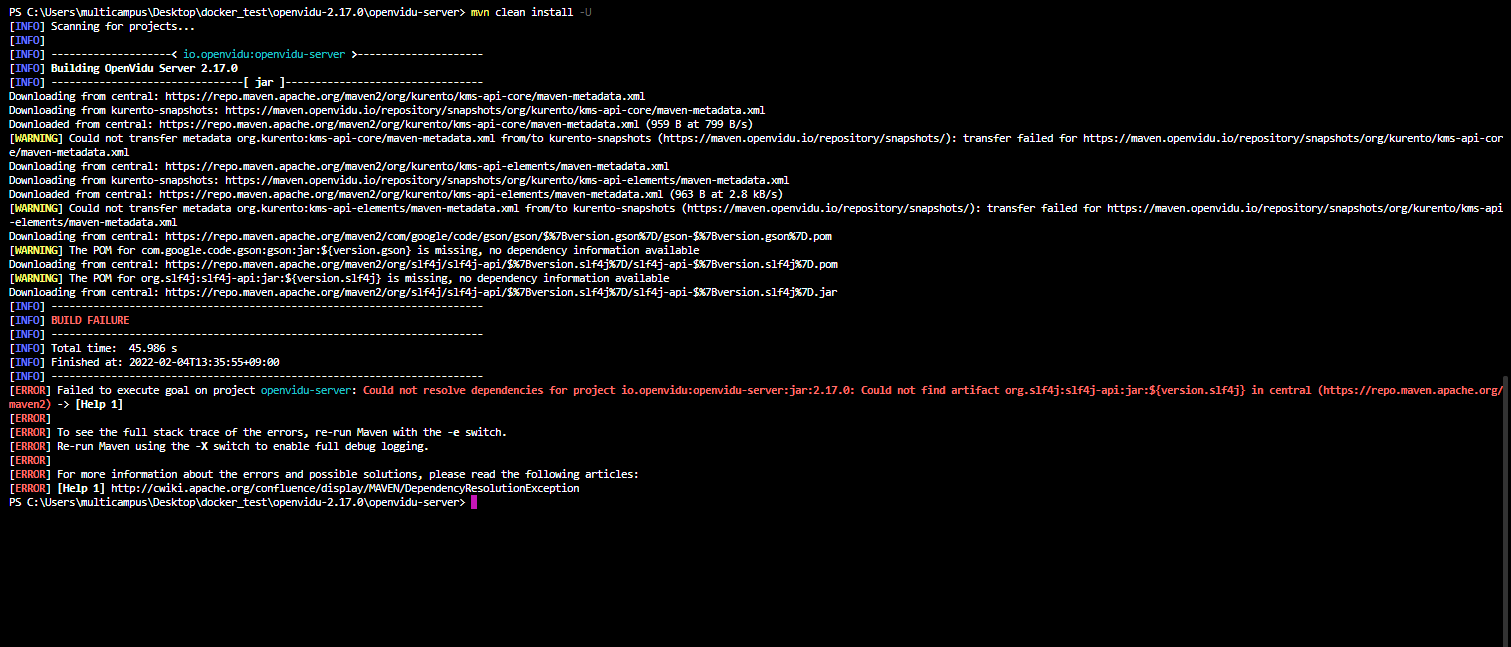 PS C:\Users\multicampus\Desktop\docker_test\openvidu-2.17.0\openvidu-server> mvn clean install -U
[INFO] Scanning for projects...
[INFO]
[INFO] --------------------< io.openvidu:openvidu-server >---------------------
[INFO] Building OpenVidu Server 2.17.0
[INFO] --------------------------------[ jar ]---------------------------------
Downloading from central: https://repo.maven.apache.org/maven2/org/kurento/kms-api-core/maven-metadata.xml
Downloading from kurento-snapshots: https://maven.openvidu.io/repository/snapshots/org/kurento/kms-api-core/maven-metadata.xml
Downloaded from central: https://repo.maven.apache.org/maven2/org/kurento/kms-api-core/maven-metadata.xml (959 B at 799 B/s)
[WARNING] Could not transfer metadata org.kurento:kms-api-core/maven-metadata.xml from/to kurento-snapshots (https://maven.openvidu.io/repository/snapshots/): transfer failed for https://maven.openvidu.io/repository/snapshots/org/kurento/kms-api-cor
e/maven-metadata.xml
Downloading from central: https://repo.maven.apache.org/maven2/org/kurento/kms-api-elements/maven-metadata.xml
Downloading from kurento-snapshots: https://maven.openvidu.io/repository/snapshots/org/kurento/kms-api-elements/maven-metadata.xml
Downloaded from central: https://repo.maven.apache.org/maven2/org/kurento/kms-api-elements/maven-metadata.xml (963 B at 2.8 kB/s)
[WARNING] Could not transfer metadata org.kurento:kms-api-elements/maven-metadata.xml from/to kurento-snapshots (https://maven.openvidu.io/repository/snapshots/): transfer failed for https://maven.openvidu.io/repository/snapshots/org/kurento/kms-api
-elements/maven-metadata.xml
Downloading from central: https://repo.maven.apache.org/maven2/com/google/code/gson/gson/$%7Bversion.gson%7D/gson-$%7Bversion.gson%7D.pom
[WARNING] The POM for com.google.code.gson:gson:jar:${version.gson} is missing, no dependency information available
Downloading from central: https://repo.maven.apache.org/maven2/org/slf4j/slf4j-api/$%7Bversion.slf4j%7D/slf4j-api-$%7Bversion.slf4j%7D.pom
[WARNING] The POM for org.slf4j:slf4j-api:jar:${version.slf4j} is missing, no dependency information available
Downloading from central: https://repo.maven.apache.org/maven2/org/slf4j/slf4j-api/$%7Bversion.slf4j%7D/slf4j-api-$%7Bversion.slf4j%7D.jar
[INFO] ------------------------------------------------------------------------
[INFO] BUILD FAILURE
[INFO] ------------------------------------------------------------------------
[INFO] Total time:  45.986 s
[INFO] Finished at: 2022-02-04T13:35:55+09:00
[INFO] ------------------------------------------------------------------------
[ERROR] Failed to execute goal on project openvidu-server: Could not resolve dependencies for project io.openvidu:openvidu-server:jar:2.17.0: Could not find artifact org.slf4j:slf4j-api:jar:${version.slf4j} in central (https://repo.maven.apache.org/
maven2) -> [Help 1]
[ERROR]
[ERROR] To see the full stack trace of the errors, re-run Maven with the -e switch.
[ERROR] Re-run Maven using the -X switch to enable full debug logging.
[ERROR]
[ERROR] For more information about the errors and possible solutions, please read the following articles:
[ERROR] [Help 1] http://cwiki.apache.org/confluence/display/MAVEN/DependencyResolutionException
PS C:\Users\multicampus\Desktop\docker_test\openvidu-2.17.0\openvidu-server>